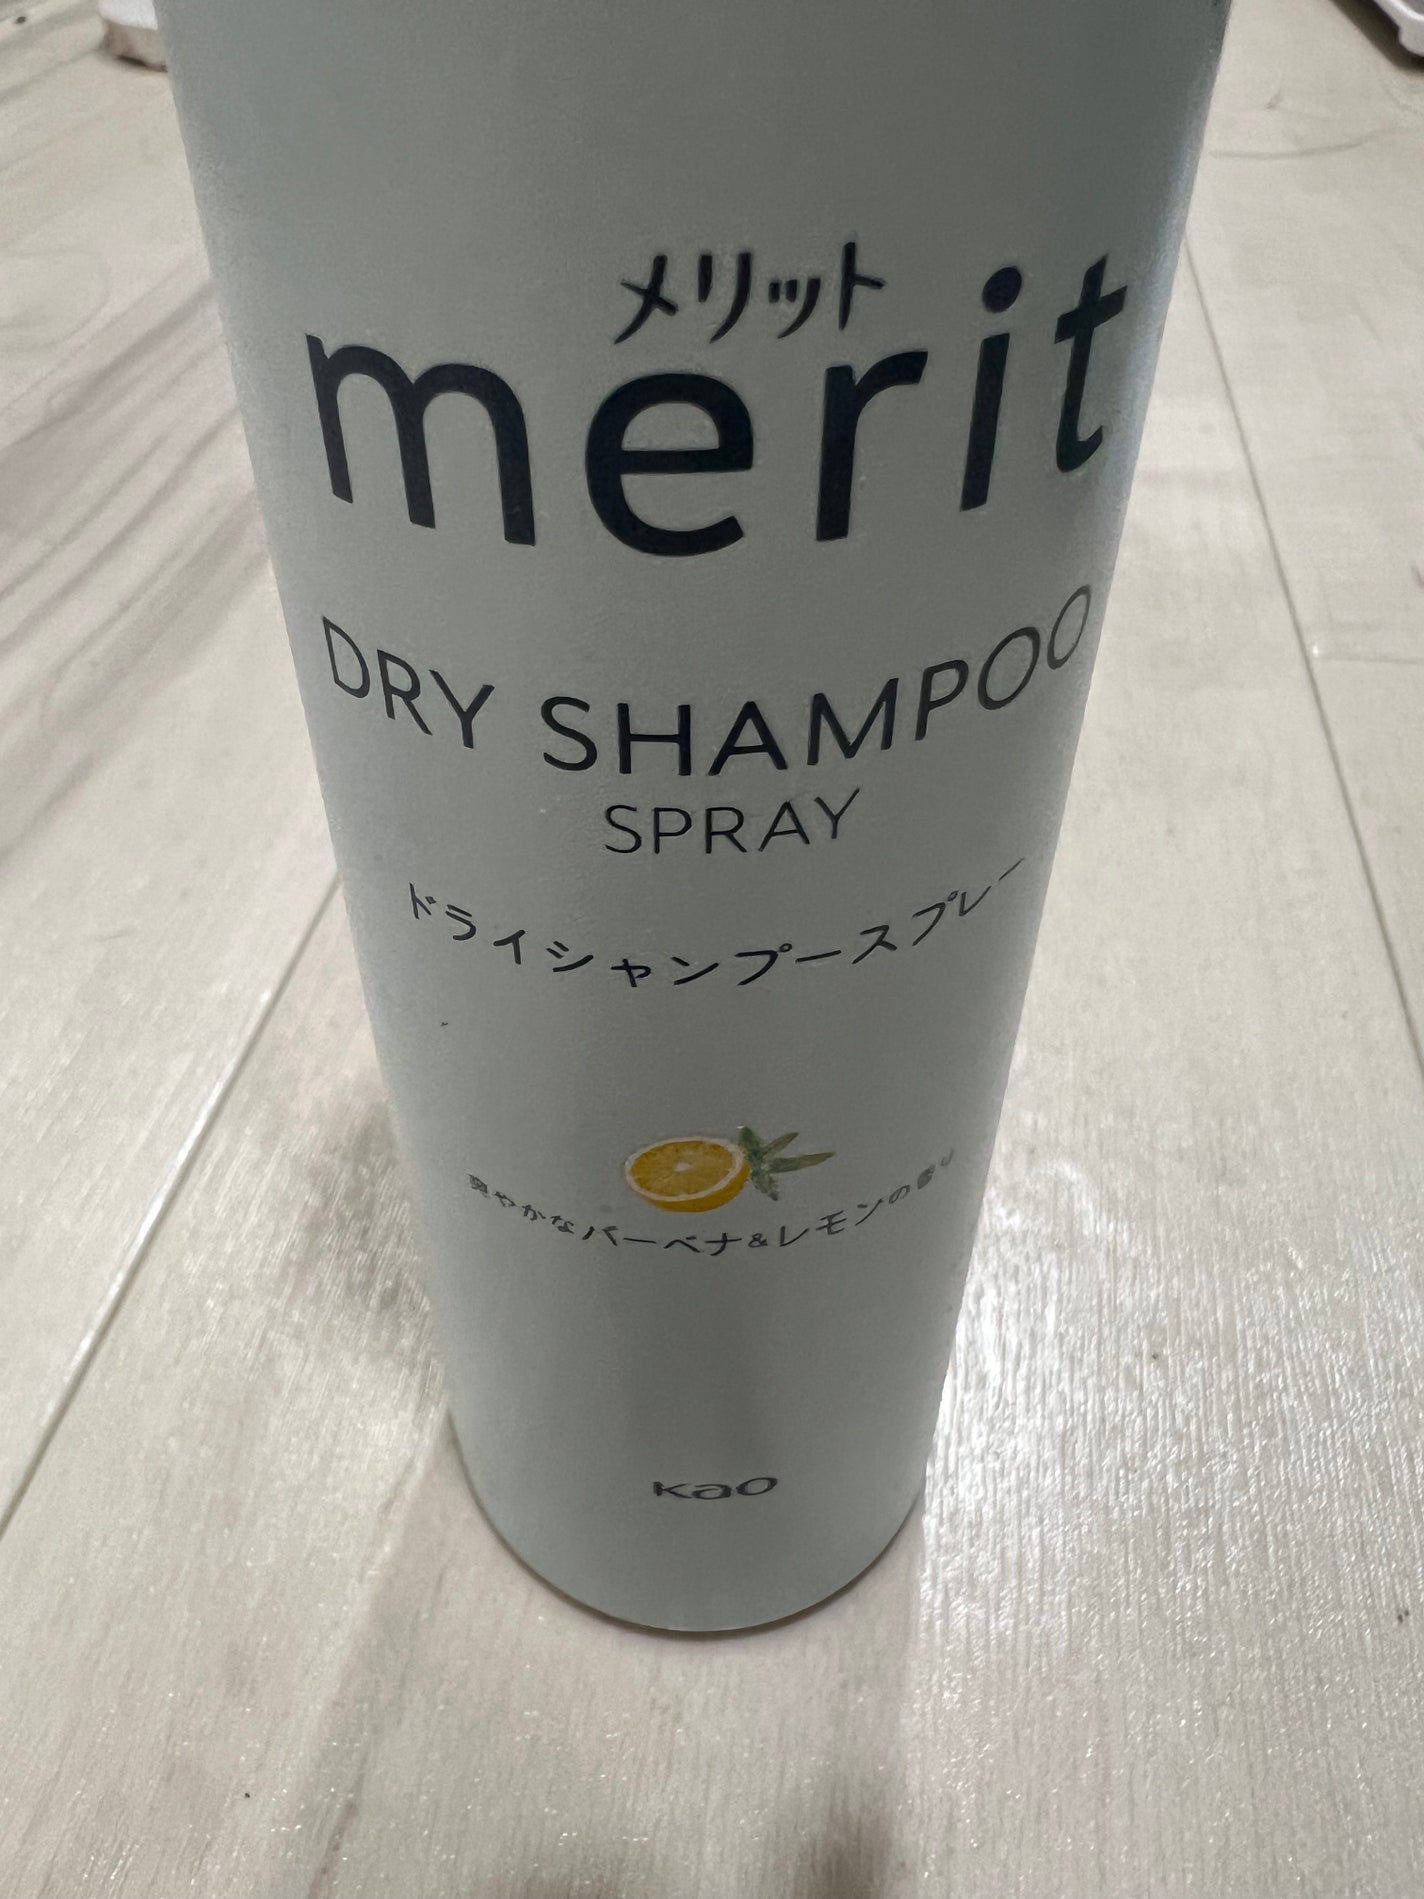 メリット
merit
DRY SHAMPOO
SPRAY
ドライシャンプースプレー
爽やかなバーベナ&レモンの香り
Kao